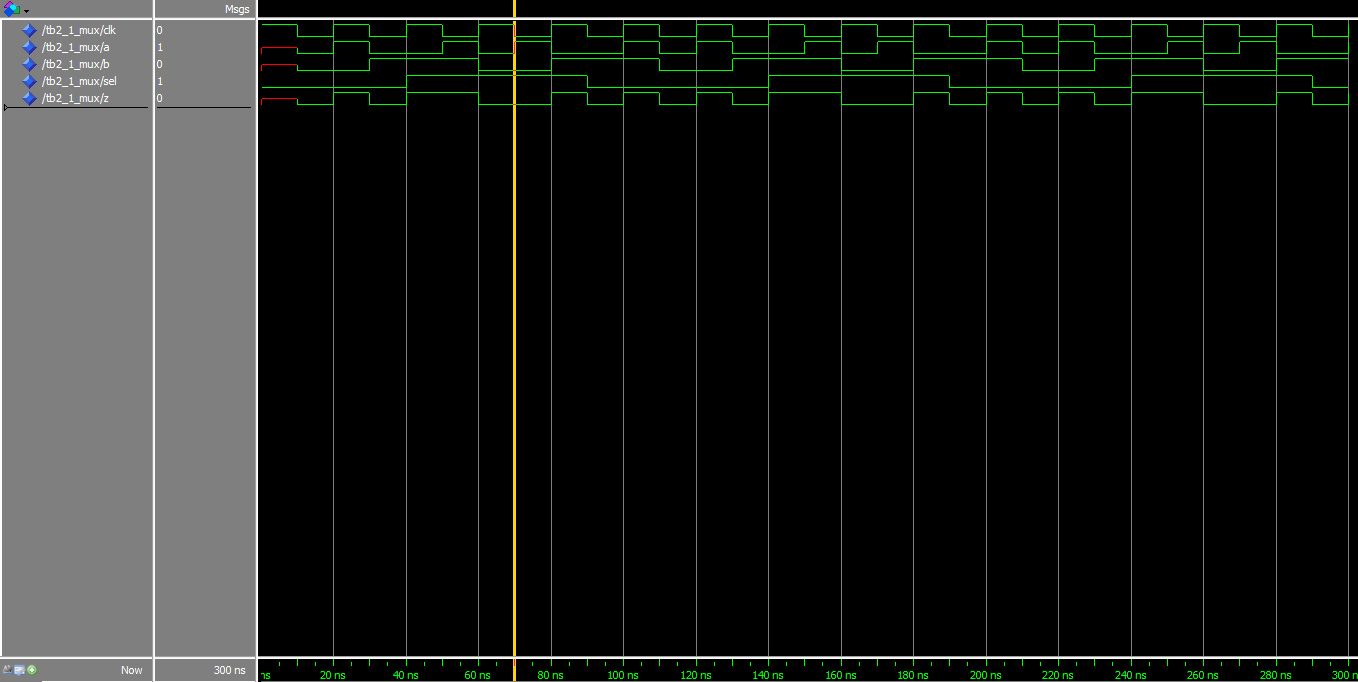 Msgs
/tb2_1_mux/clk 0
/tb2_1_mux/a 1
/tb2_1_mux/b 0
/tb2_1_mux/sel 1
/tb2_1_mux/z 0
Now 300 ns
ns 20 ns 40 ns 60 ns 80 ns 100 ns 120 ns 140 ns 160 ns 180 ns 200 ns 220 ns 240 ns 260 ns 280 ns 300 n